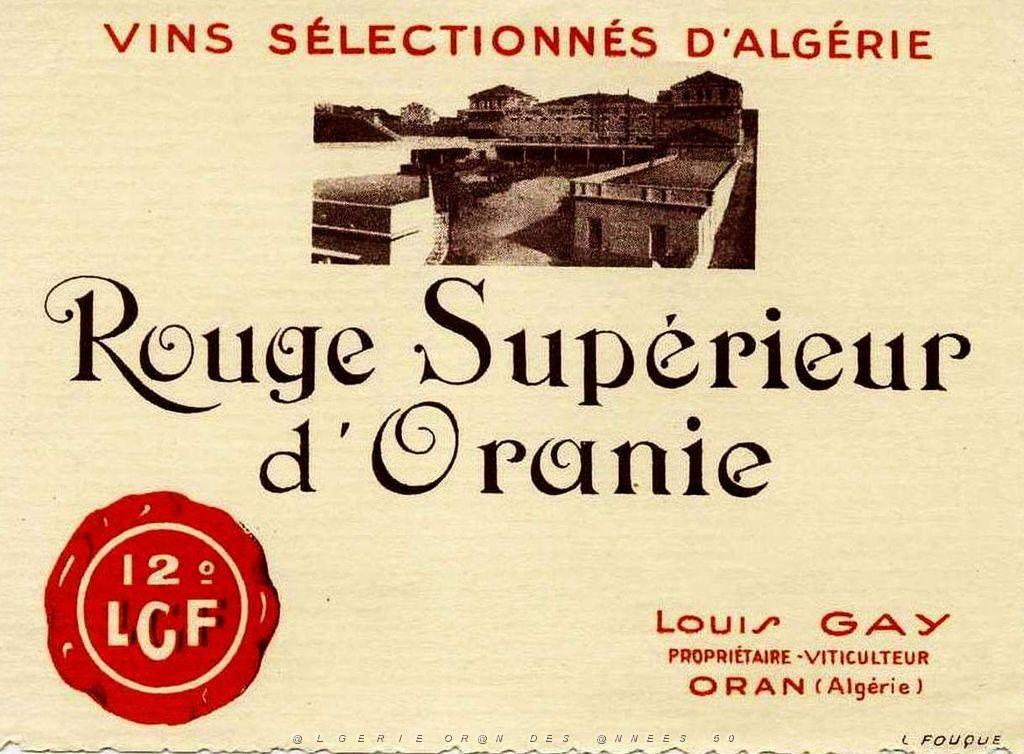 VINS SÉLECTIONNÉS D'ALGÉRIE
Rouge Supérieur
d'Oranie
12º
LGF
Louis GAY
PROPRIÉTAIRE-VITICULTEUR
ORAN (Algérie)
@LGERIE OR@N DES @NNEES 50
L. FOUQUE